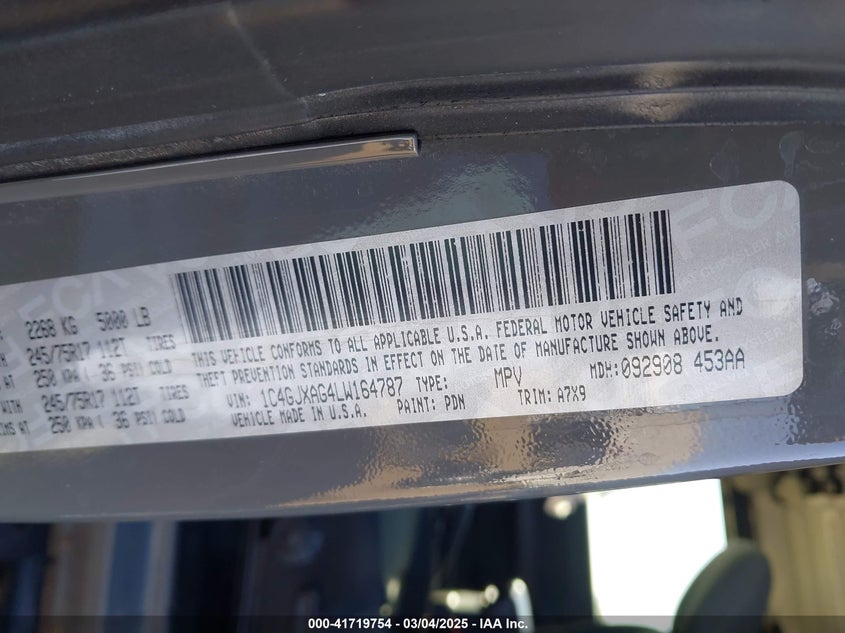 2268 KG 5000 LB
245/75R17 112T TIRES
AT 250 KPA ( 36 PSI) COLD
WITH 245/75R17 112T TIRES
AT 250 KPA ( 36 PSI) COLD
THIS VEHICLE CONFORMS TO ALL APPLICABLE U.S.A. FEDERAL MOTOR VEHICLE SAFETY AND
THEFT PREVENTION STANDARDS IN EFFECT ON THE DATE OF MANUFACTURE SHOWN ABOVE.
VIN: 1C4GJXAG4LW164787 TYPE: MPV MDH:092908 453AA
VEHICLE MADE IN U.S.A. PAINT: PDN TRIM: A7X9
000-41719754 - 03/04/2025 - IAA Inc.